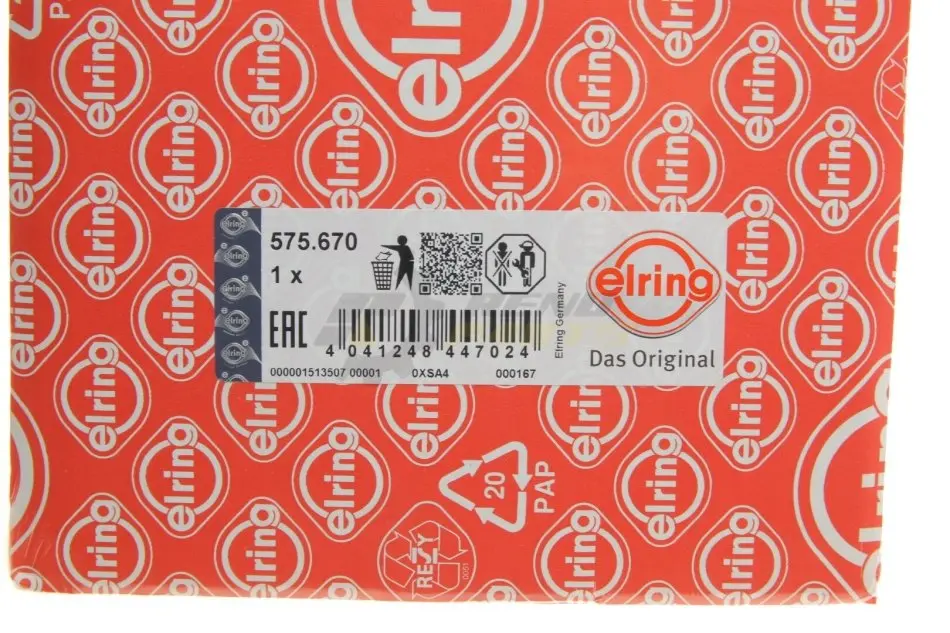 575.670
1 x
elring
Das Original
EAC
4 041248 447024
Elring Germany
000001513507 00001 0XSA4 000167
20
PAP
RESY
0051